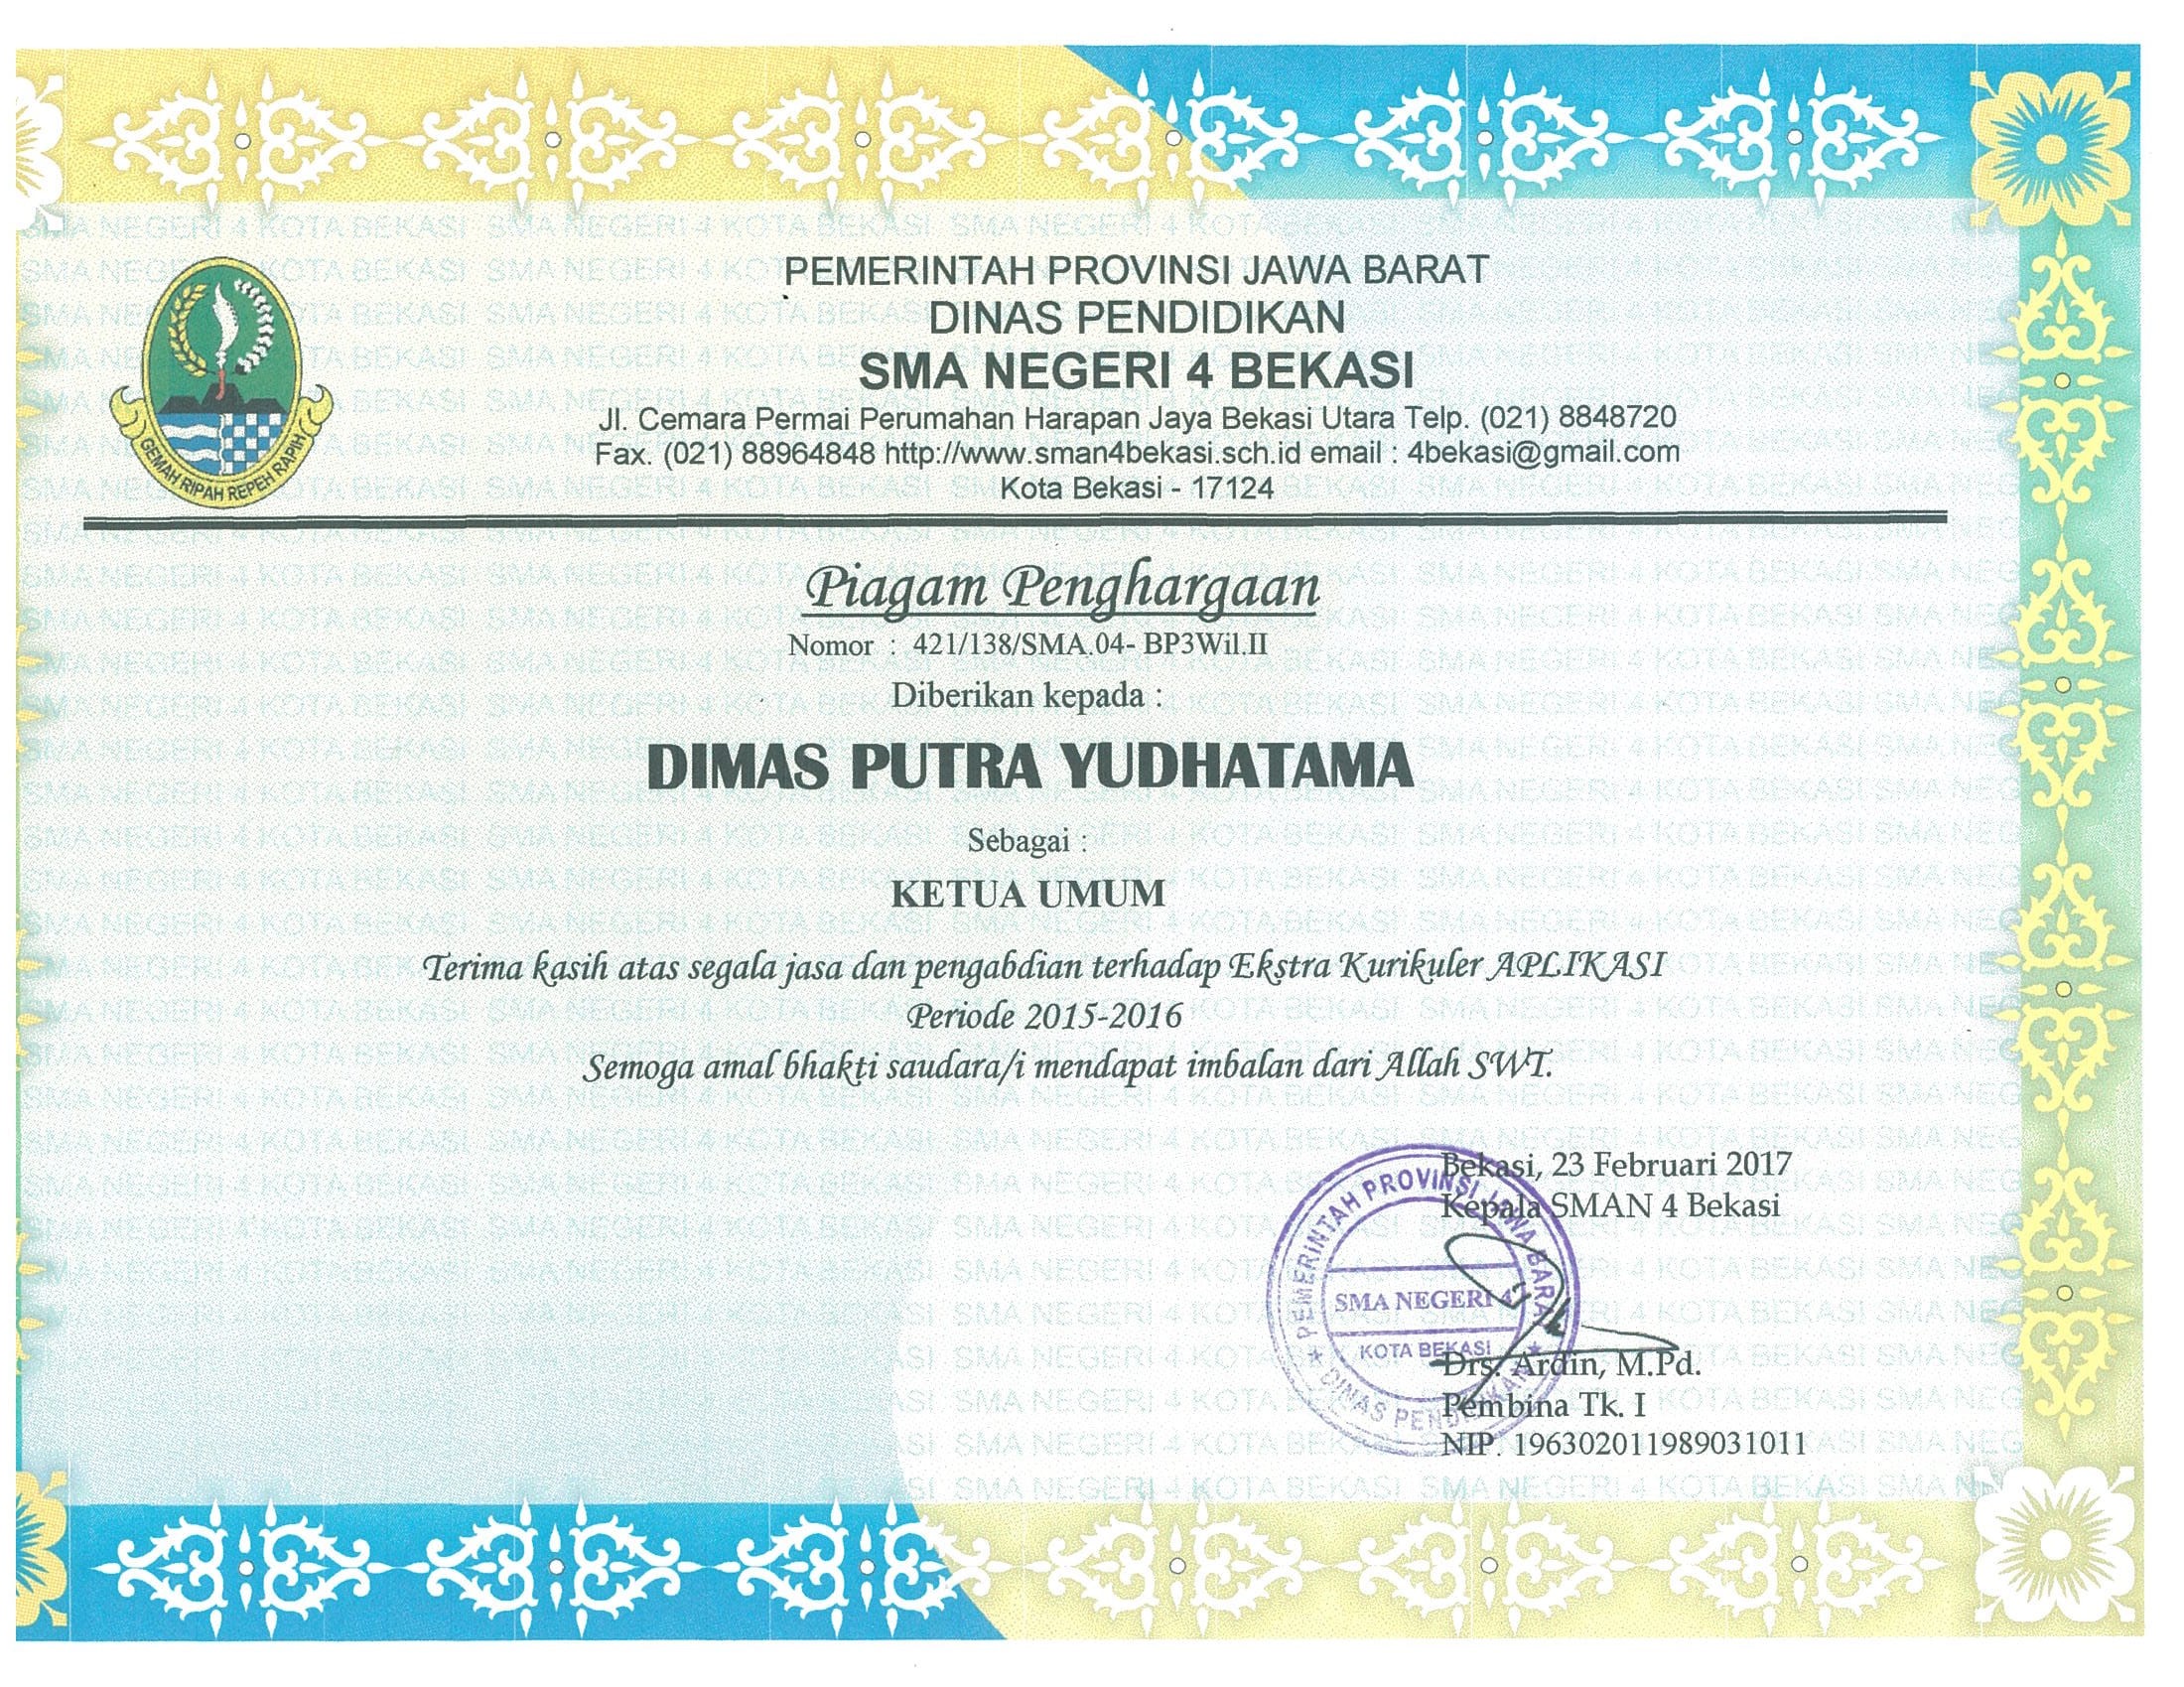 PEMERINTAH PROVINSI JAWA BARAT
DINAS PENDIDIKAN
SMA NEGERI 4 BEKASI
Jl. Cemara Permai Perumahan Harapan Jaya Bekasi Utara Telp. (021) 8848720
Fax. (021) 88964848 http://www.sman4bekasi.sch.id email : 4bekasi@gmail.com
Kota Bekasi - 17124
GEMAH RIPAH REPEH RAPIH
Piagam Penghargaan
Nomor : 421/138/SMA.04- BP3Wil.II
Diberikan kepada :
DIMAS PUTRA YUDHATAMA
Sebagai :
KETUA UMUM
Terima kasih atas segala jasa dan pengabdian terhadap Ekstra Kurikuler APLIKASI
Periode 2015-2016
Semoga amal bhakti saudara/i mendapat imbalan dari Allah SWT.
Bekasi, 23 Februari 2017
Kepala SMAN 4 Bekasi
PEMERINTAH PROVINSI JAWA BARAT
SMA NEGERI 4
KOTA BEKASI
DINAS PENDIDIKAN
Drs. Ardin, M.Pd.
Pembina Tk. I
NIP. 196302011989031011